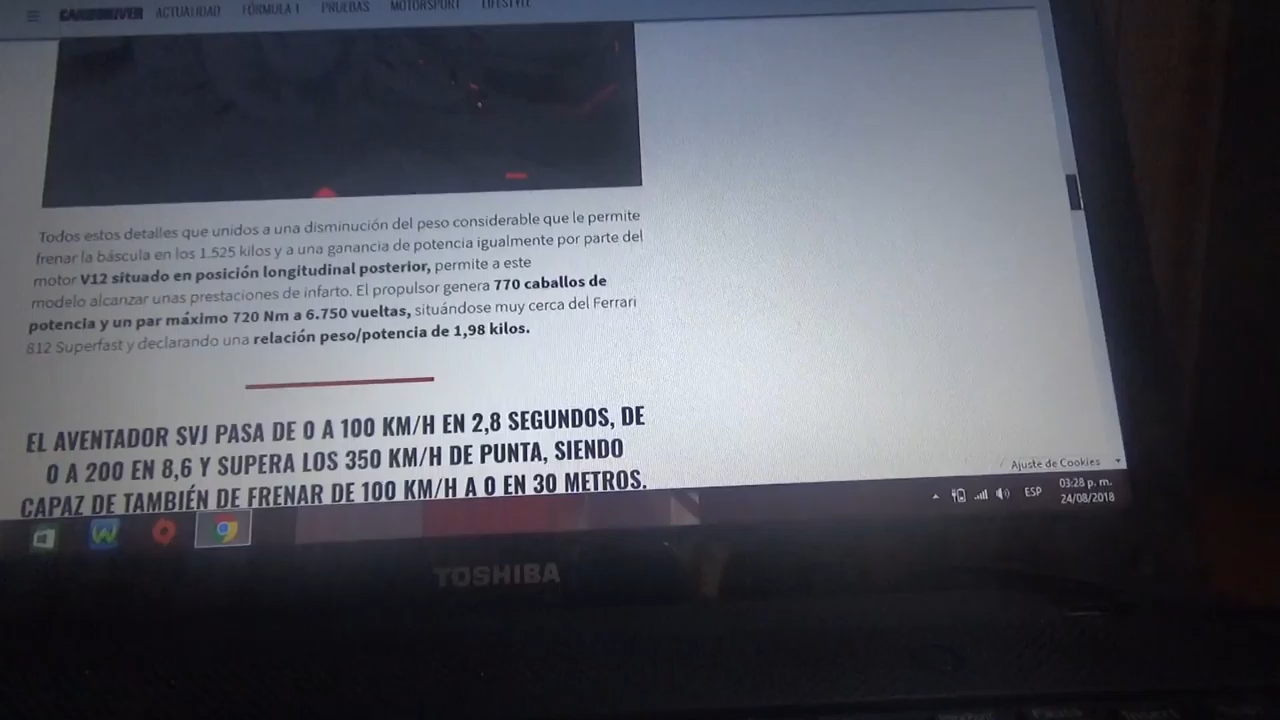 CARANDDRIVER ACTUALIDAD FÓRMULA 1 PRUEBAS MOTORSPORT LIFESTYLE
Todos estos detalles que unidos a una disminución del peso considerable que le permite
frenar la báscula en los 1.525 kilos y a una ganancia de potencia igualmente por parte del
motor V12 situado en posición longitudinal posterior, permite a este
modelo alcanzar unas prestaciones de infarto. El propulsor genera 770 caballos de
potencia y un par máximo 720 Nm a 6.750 vueltas, situándose muy cerca del Ferrari
812 Superfast y declarando una relación peso/potencia de 1,98 kilos.
EL AVENTADOR SVJ PASA DE 0 A 100 KM/H EN 2,8 SEGUNDOS, DE
0 A 200 EN 8,6 Y SUPERA LOS 350 KM/H DE PUNTA, SIENDO
CAPAZ DE TAMBIÉN DE FRENAR DE 100 KM/H A 0 EN 30 METROS.
Ajuste de Cookies
ESP
03:28 p. m.
24/08/2018
TOSHIBA